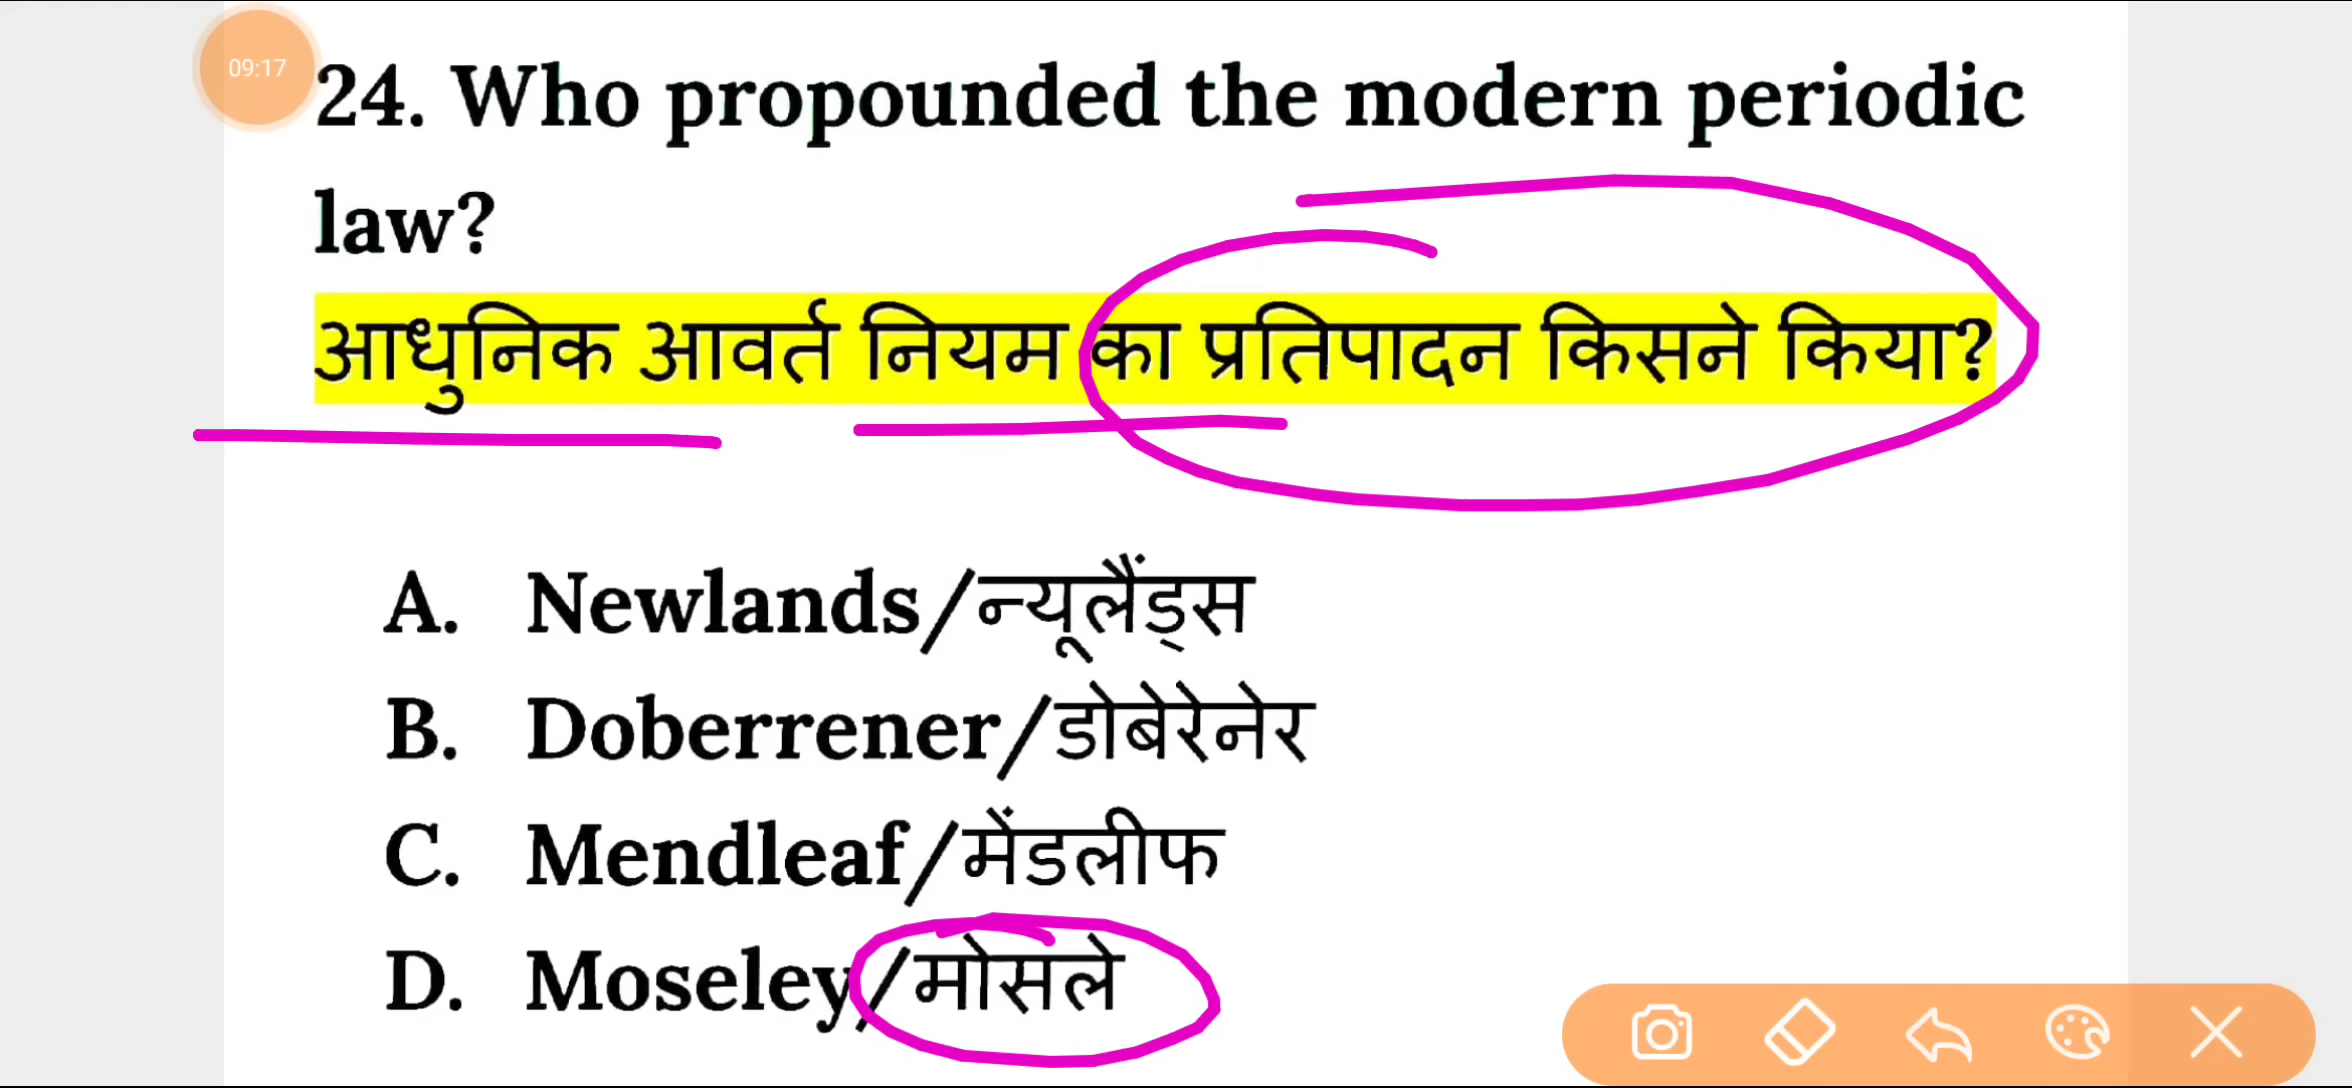 09:17
24. Who propounded the modern periodic
law?
आधुनिक आवर्त नियम का प्रतिपादन किसने किया?
A. Newlands/न्यूलैंड्स
B. Doberrener/डोबेरेनेर
C. Mendleaf/मेंडलीफ
D. Moseley/मोसले